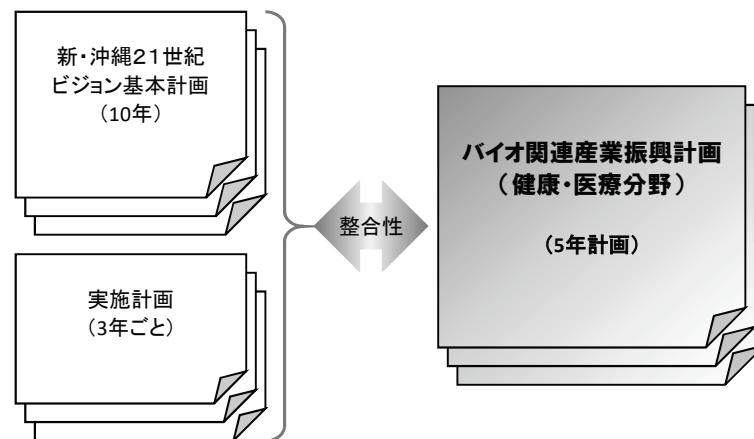 新・沖縄２１世紀
ビジョン基本計画
（10年）
実施計画
（3年ごと）
整合性
バイオ関連産業振興計画
（健康・医療分野）
（5年計画）